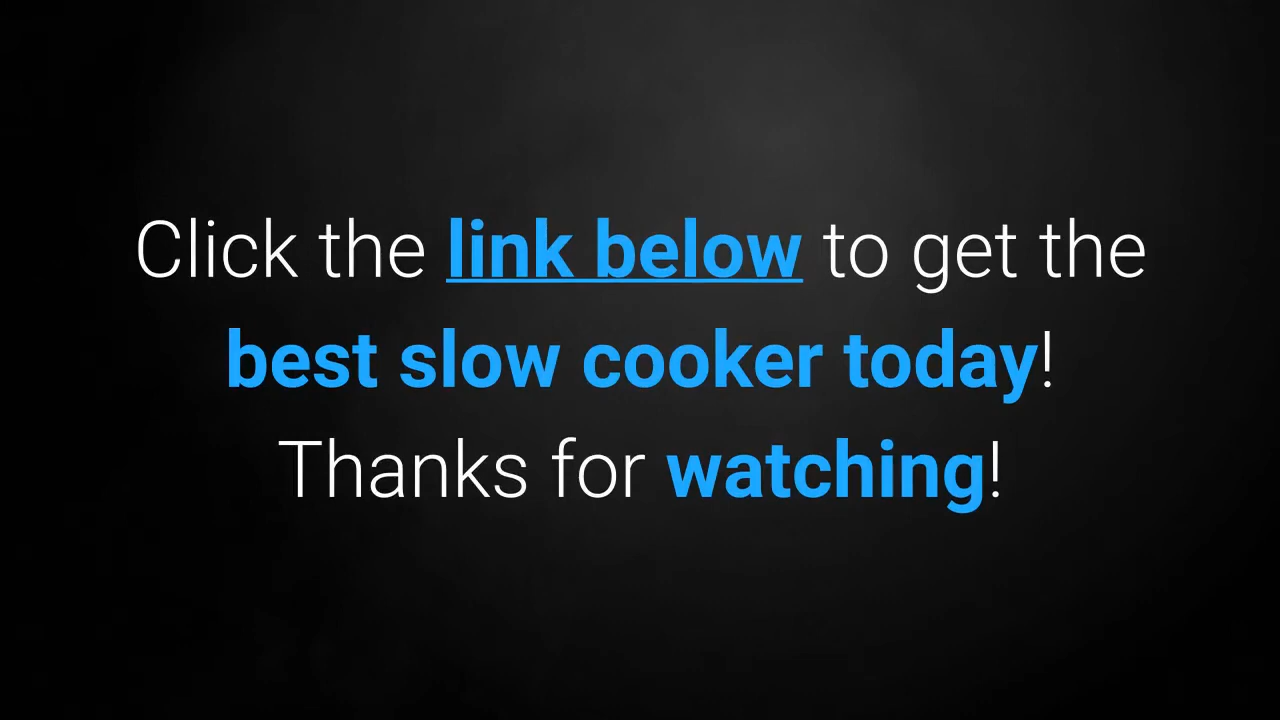 Click the link below to get the
best slow cooker today!
Thanks for watching!